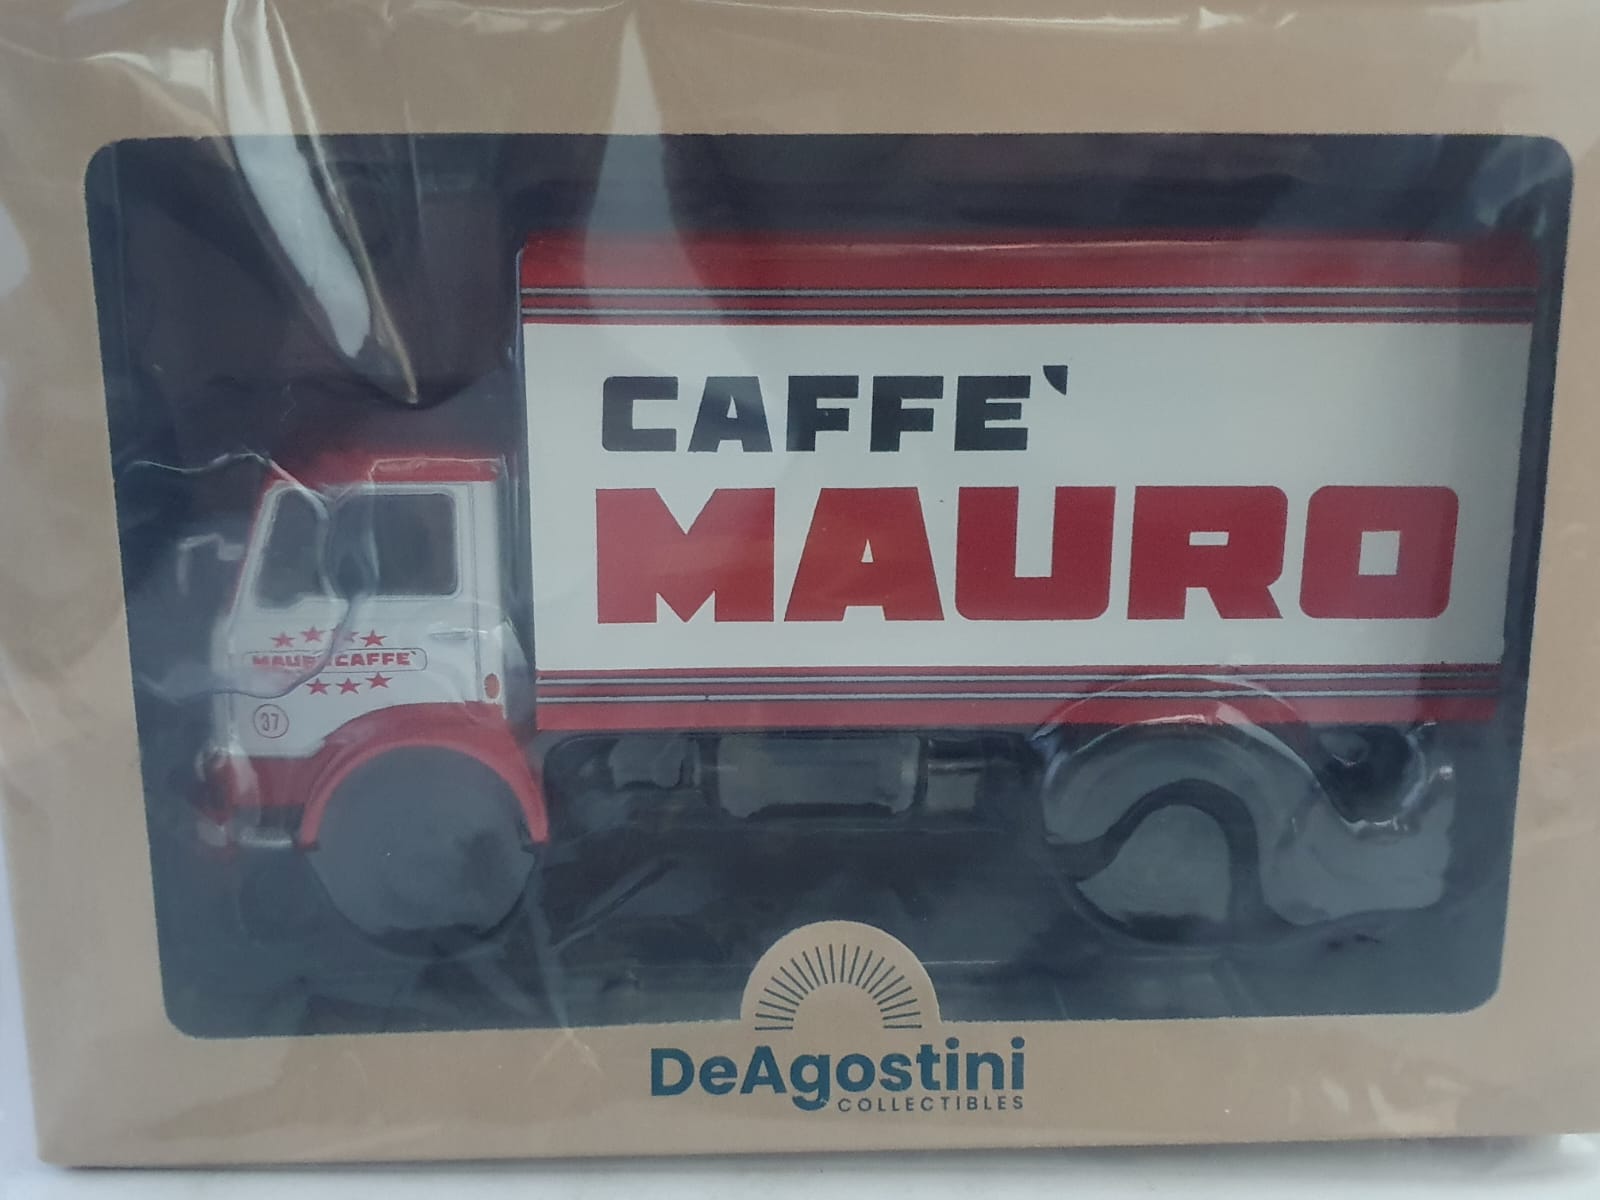 CAFFE`
MAURO
MAURO CAFFE`
37
DeAgostini
COLLECTIBLES